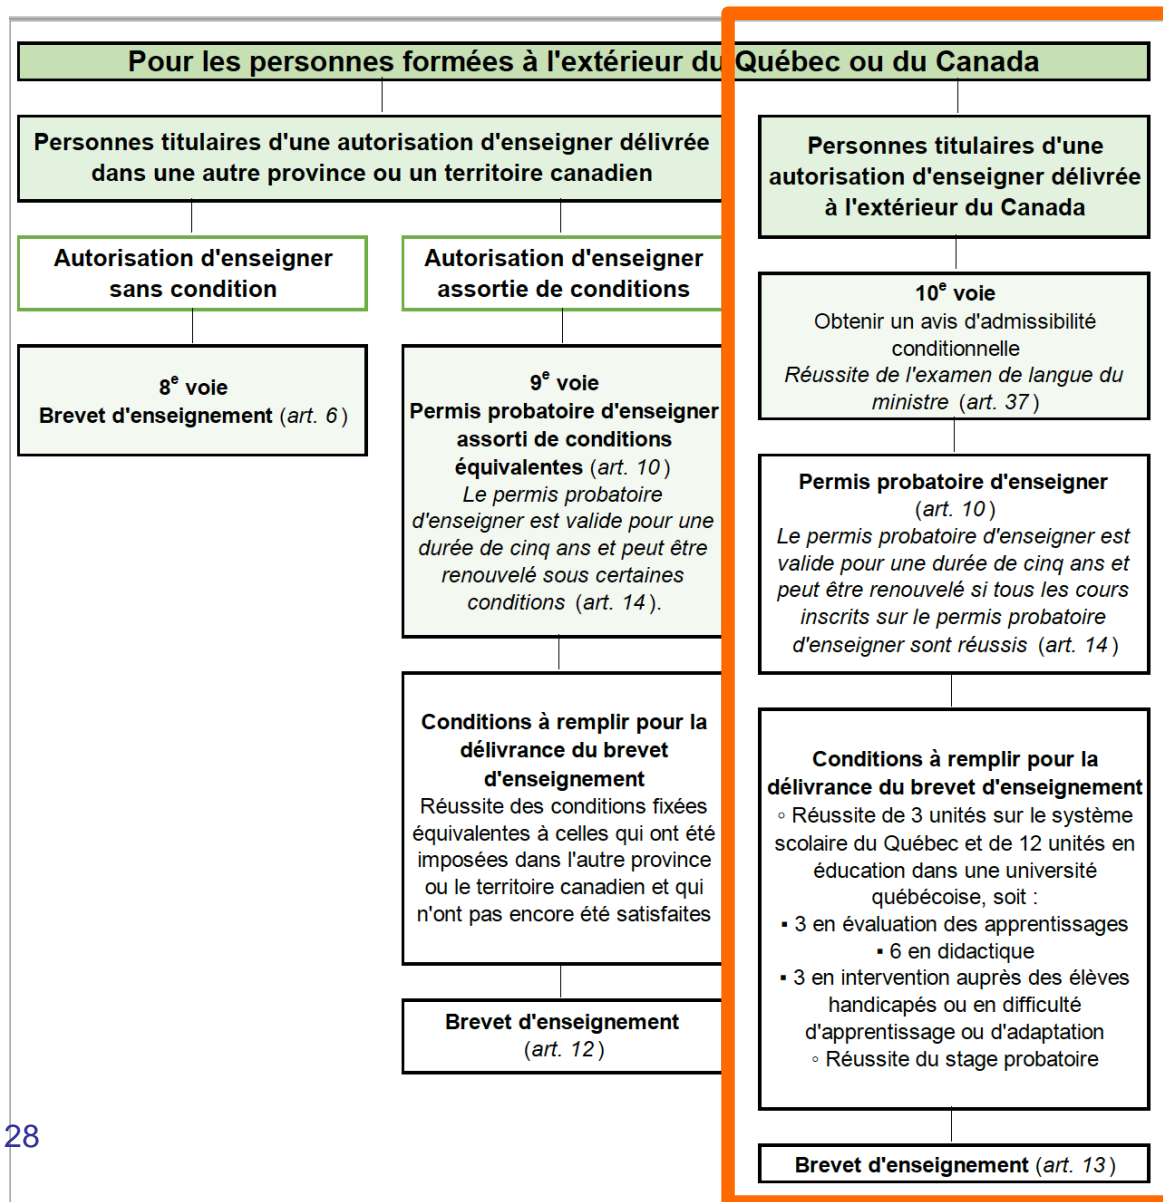 Pour les personnes formées à l'extérieur du Québec ou du Canada
Personnes titulaires d'une autorisation d'enseigner délivrée
dans une autre province ou un territoire canadien
Autorisation d'enseigner
sans condition
8e voie
Brevet d'enseignement (art. 6)
Autorisation d'enseigner
assortie de conditions
9e voie
Permis probatoire d'enseigner
assorti de conditions
équivalentes (art. 10)
Le permis probatoire
d'enseigner est valide pour une
durée de cinq ans et peut être
renouvelé sous certaines
conditions (art. 14).
Conditions à remplir pour la
délivrance du brevet
d'enseignement
Réussite des conditions fixées
équivalentes à celles qui ont été
imposées dans l'autre province
ou le territoire canadien et qui
n'ont pas encore été satisfaites
Brevet d'enseignement
(art. 12)
Personnes titulaires d'une
autorisation d'enseigner délivrée
à l'extérieur du Canada
10e voie
Obtenir un avis d'admissibilité
conditionnelle
Réussite de l'examen de langue du
ministre (art. 37)
Permis probatoire d'enseigner
(art. 10)
Le permis probatoire d'enseigner est
valide pour une durée de cinq ans et
peut être renouvelé si tous les cours
inscrits sur le permis probatoire
d'enseigner sont réussis (art. 14)
Conditions à remplir pour la
délivrance du brevet d'enseignement
◦ Réussite de 3 unités sur le système
scolaire du Québec et de 12 unités en
éducation dans une université
québécoise, soit :
▪ 3 en évaluation des apprentissages
▪ 6 en didactique
▪ 3 en intervention auprès des élèves
handicapés ou en difficulté
d'apprentissage ou d'adaptation
◦ Réussite du stage probatoire
Brevet d'enseignement (art. 13)
28